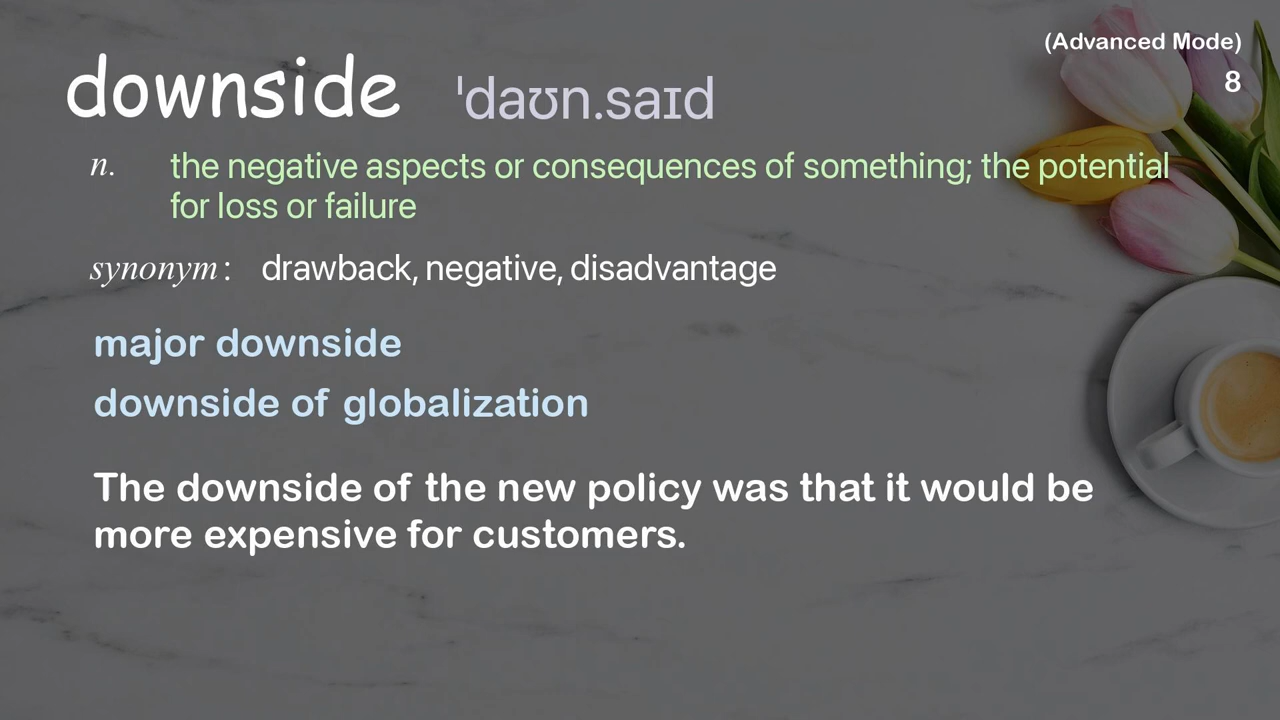 (Advanced Mode)
8
downside ˈdaʊn.saɪd
n. the negative aspects or consequences of something; the potential
for loss or failure
synonym : drawback, negative, disadvantage
major downside
downside of globalization
The downside of the new policy was that it would be
more expensive for customers.